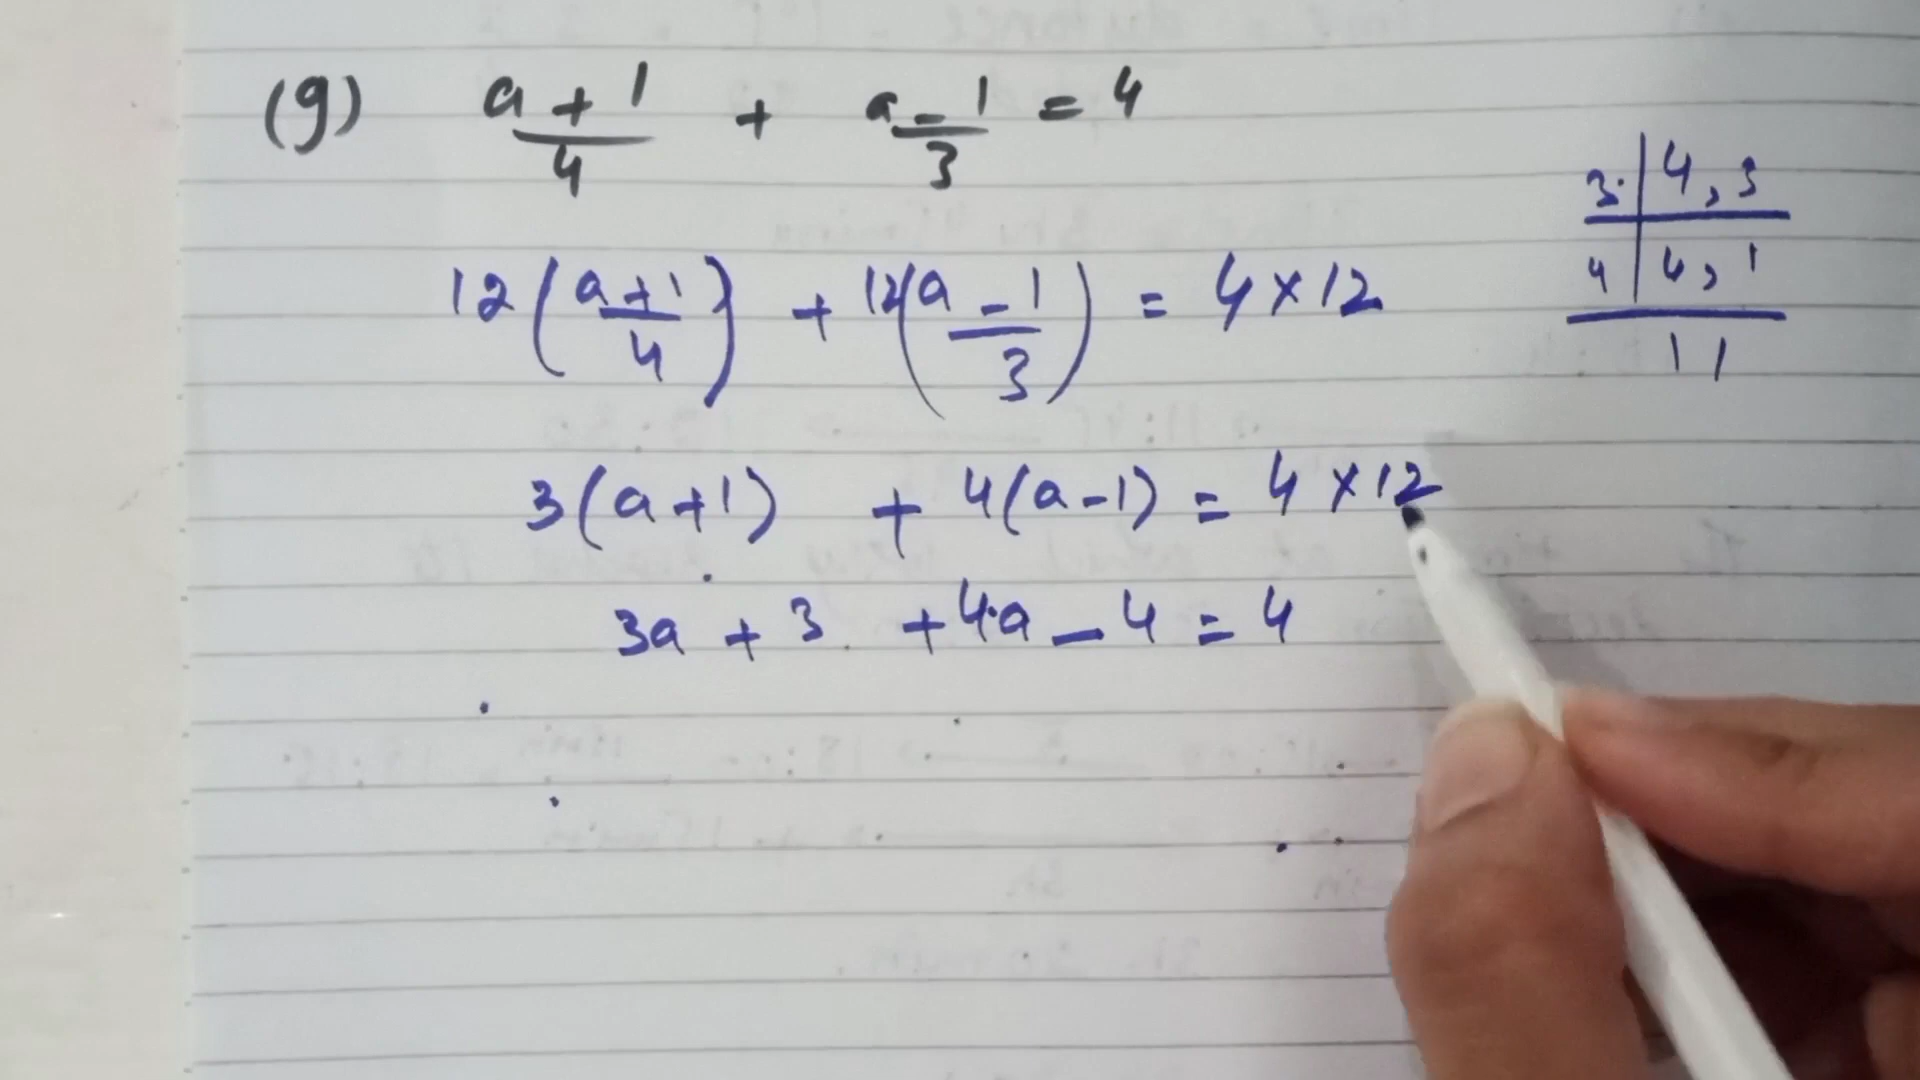 (g) a + 1/4 + a - 1/3 = 4
12(a+1/4) + 12(a - 1/3) = 4 × 12
3(a+1) + 4(a-1) = 4 × 12
3a + 3 + 4a - 4 = 4
3 | 4, 3
4 | 4, 1
1 1